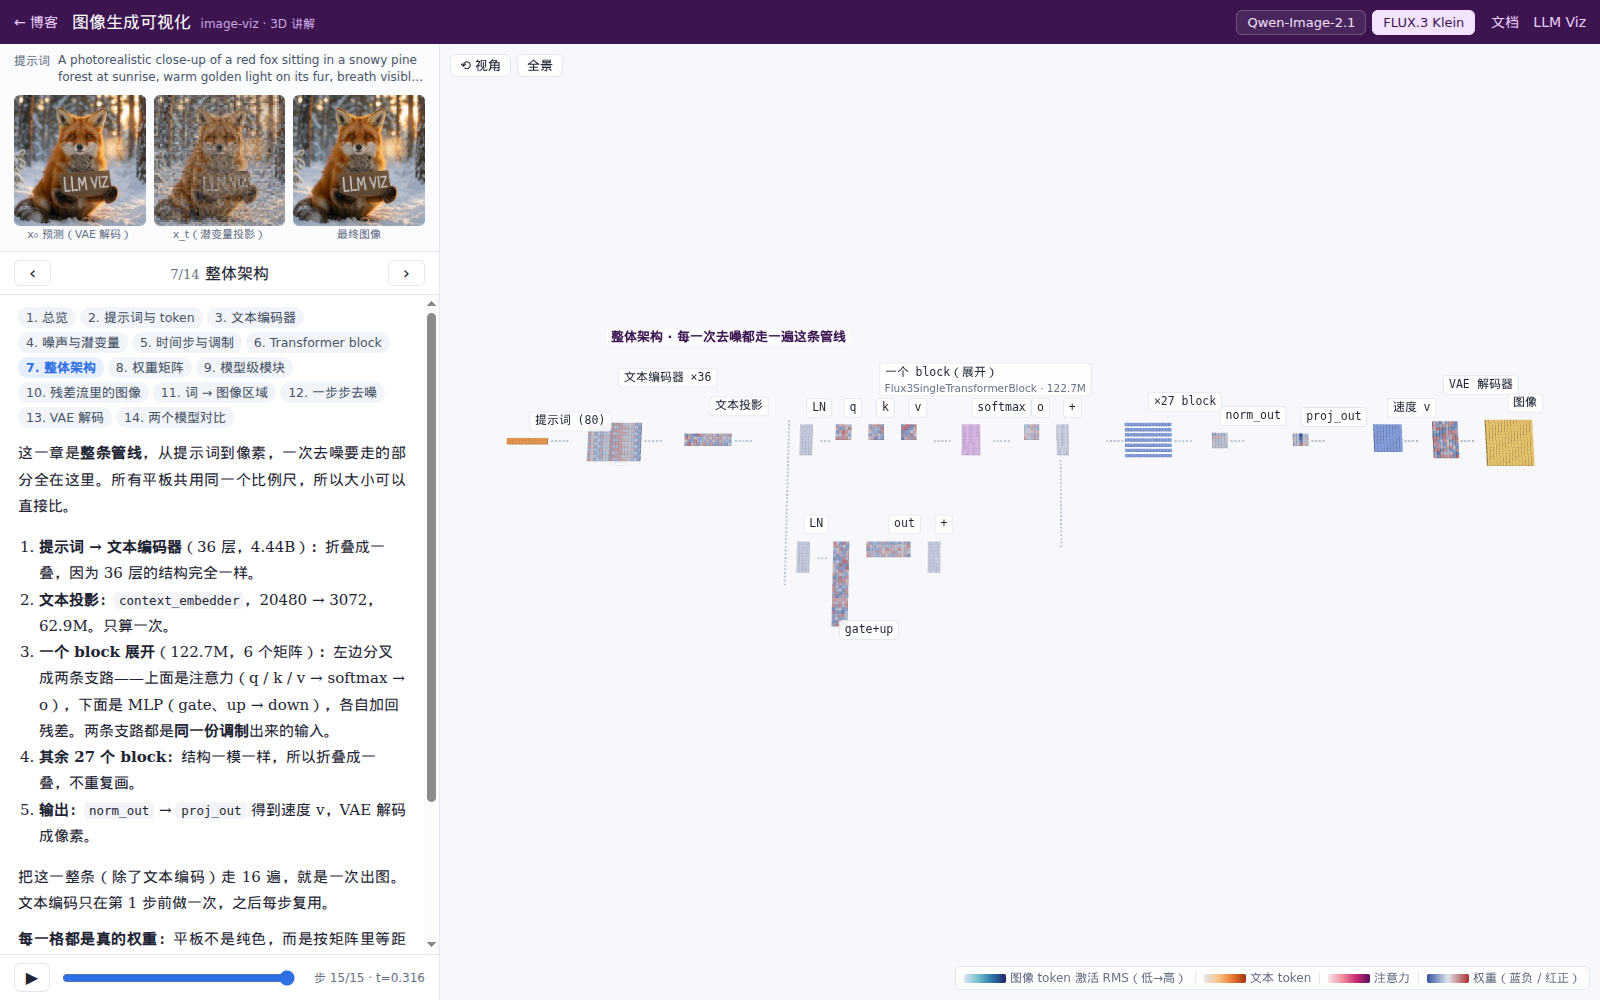 ← 博客 图像生成可视化 image-viz · 3D 讲解
Qwen-Image-2.1 FLUX.3 Klein 文档 LLM Viz
提示词 A photorealistic close-up of a red fox sitting in a snowy pine
forest at sunrise, warm golden light on its fur, breath visibl…
LLM VIZ LLM VIZ LLM VIZ
x₀ 预测（VAE 解码） x_t（潜变量投影） 最终图像
‹ 7/14 整体架构 ›
1. 总览 2. 提示词与 token 3. 文本编码器
4. 噪声与潜变量 5. 时间步与调制 6. Transformer block
7. 整体架构 8. 权重矩阵 9. 模型级模块
10. 残差流里的图像 11. 词 → 图像区域 12. 一步步去噪
13. VAE 解码 14. 两个模型对比
这一章是整条管线，从提示词到像素，一次去噪要走的部
分全在这里。所有平板共用同一个比例尺，所以大小可以
直接比。
1. 提示词 → 文本编码器（36 层，4.44B）：折叠成一
叠，因为 36 层的结构完全一样。
2. 文本投影：context_embedder，20480 → 3072，
62.9M。只算一次。
3. 一个 block 展开（122.7M，6 个矩阵）：左边分叉
成两条支路——上面是注意力（q / k / v → softmax →
o），下面是 MLP（gate、up → down），各自加回
残差。两条支路都是同一份调制出来的输入。
4. 其余 27 个 block：结构一模一样，所以折叠成一
叠，不重复画。
5. 输出：norm_out → proj_out 得到速度 v，VAE 解码
成像素。
把这一整条（除了文本编码）走 16 遍，就是一次出图。
文本编码只在第 1 步前做一次，之后每步复用。
每一格都是真的权重：平板不是纯色，而是按矩阵里等距
▶ 步 15/15 · t=0.316
⟲ 视角 全景
整体架构 · 每一次去噪都走一遍这条管线
提示词 (80)
文本编码器 ×36
文本投影
一个 block（展开）
Flux3SingleTransformerBlock · 122.7M
LN q k v softmax o +
LN out +
gate+up
×27 block
norm_out
proj_out
速度 v
VAE 解码器
图像
图像 token 激活 RMS（低→高） 文本 token 注意力 权重（蓝负 / 红正）